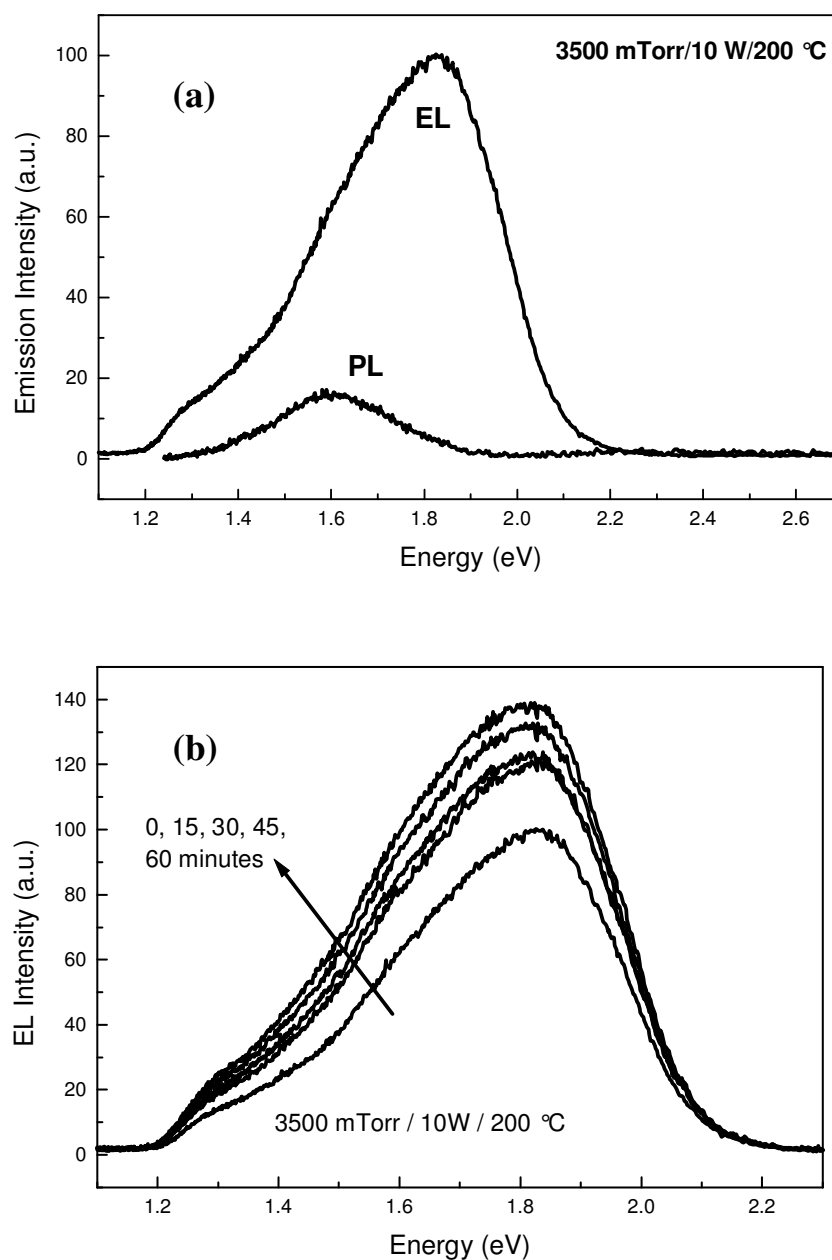 3500 mTorr/10 W/200 °C
(a)
EL
PL
Emission Intensity (a.u.)
100
80
60
40
20
0
1.2 1.4 1.6 1.8 2.0 2.2 2.4 2.6
Energy (eV)
(b)
0, 15, 30, 45,
60 minutes
3500 mTorr / 10W / 200 °C
EL Intensity (a.u.)
140
120
100
80
60
40
20
0
1.2 1.4 1.6 1.8 2.0 2.2
Energy (eV)